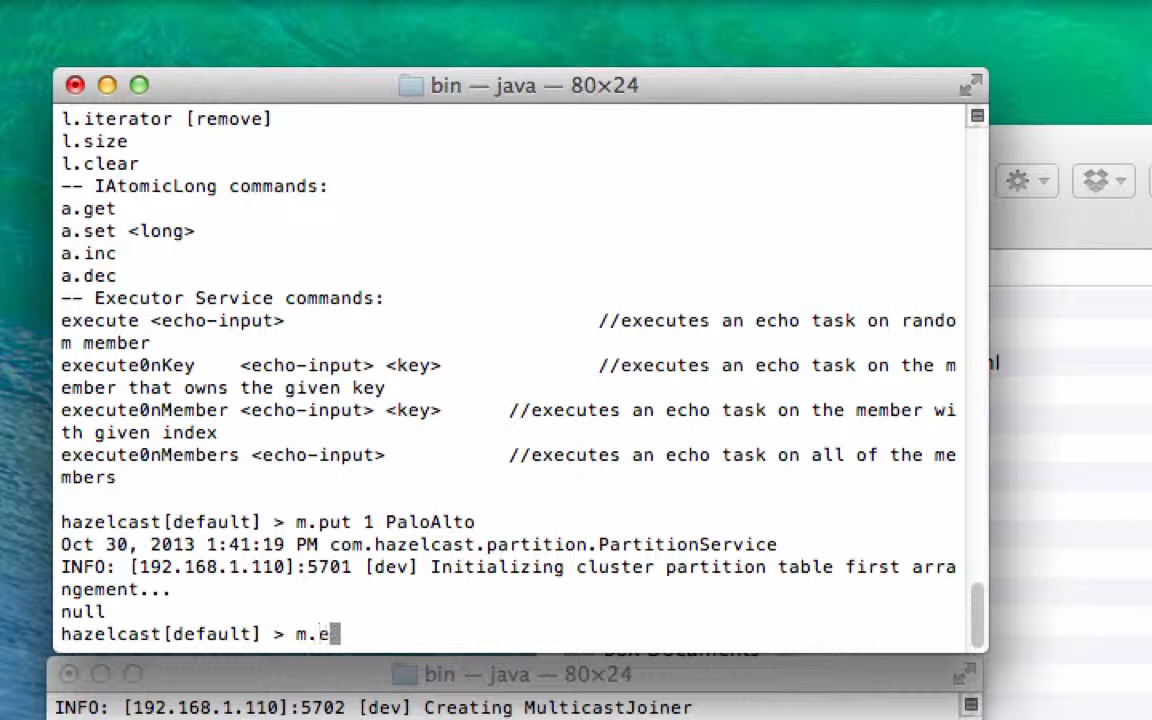 bin — java — 80×24
l.iterator [remove]
l.size
l.clear
-- IAtomicLong commands:
a.get
a.set <long>
a.inc
a.dec
-- Executor Service commands:
execute <echo-input> //executes an echo task on rando
m member
execute0nKey <echo-input> <key> //executes an echo task on the m
ember that owns the given key
execute0nMember <echo-input> <key> //executes an echo task on the member wi
th given index
execute0nMembers <echo-input> //executes an echo task on all of the me
mbers
hazelcast[default] > m.put 1 PaloAlto
Oct 30, 2013 1:41:19 PM com.hazelcast.partition.PartitionService
INFO: [192.168.1.110]:5701 [dev] Initializing cluster partition table first arra
ngement...
null
hazelcast[default] > m.e
bin — java — 80×24
INFO: [192.168.1.110]:5702 [dev] Creating MulticastJoiner